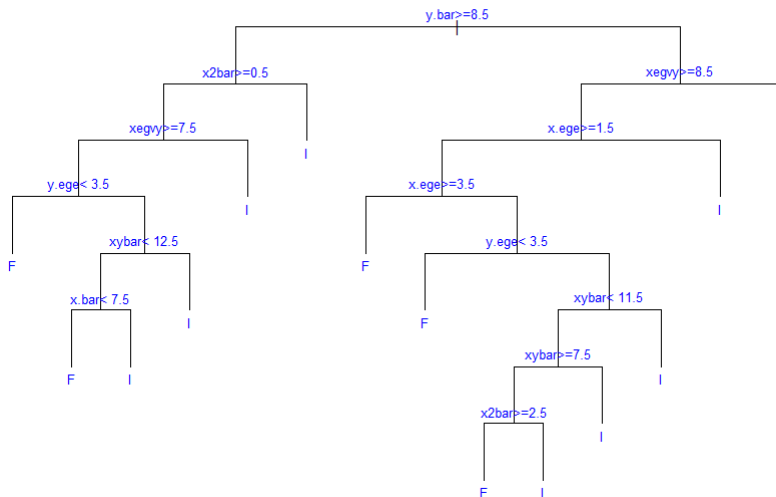 y.bar>=8.5
x2bar>=0.5
xegvy>=8.5
xegvy>=7.5
I
x.ege>=1.5
y.ege< 3.5
I
x.ege>=3.5
I
F
xybar< 12.5
F
y.ege< 3.5
x.bar< 7.5
I
F
xybar< 11.5
F
I
xybar>=7.5
I
x2bar>=2.5
I
F
I